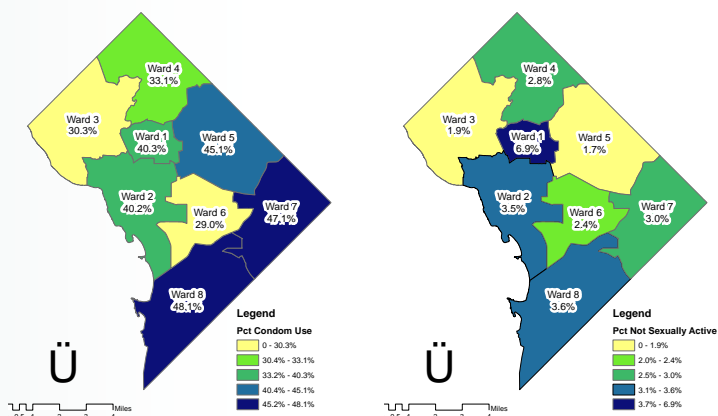 Ward 4
33.1%
Ward 3
30.3%
Ward 1
40.3%
Ward 5
45.1%
Ward 2
40.2%
Ward 6
29.0%
Ward 7
47.1%
Ward 8
48.1%
Legend
Pct Condom Use
0 - 30.3%
30.4% - 33.1%
33.2% - 40.3%
40.4% - 45.1%
45.2% - 48.1%
Ü
Miles
Ward 4
2.8%
Ward 3
1.9%
Ward 1
6.9%
Ward 5
1.7%
Ward 2
3.5%
Ward 6
2.4%
Ward 7
3.0%
Ward 8
3.6%
Legend
Pct Not Sexually Active
0 - 1.9%
2.0% - 2.4%
2.5% - 3.0%
3.1% - 3.6%
3.7% - 6.9%
Ü
Miles